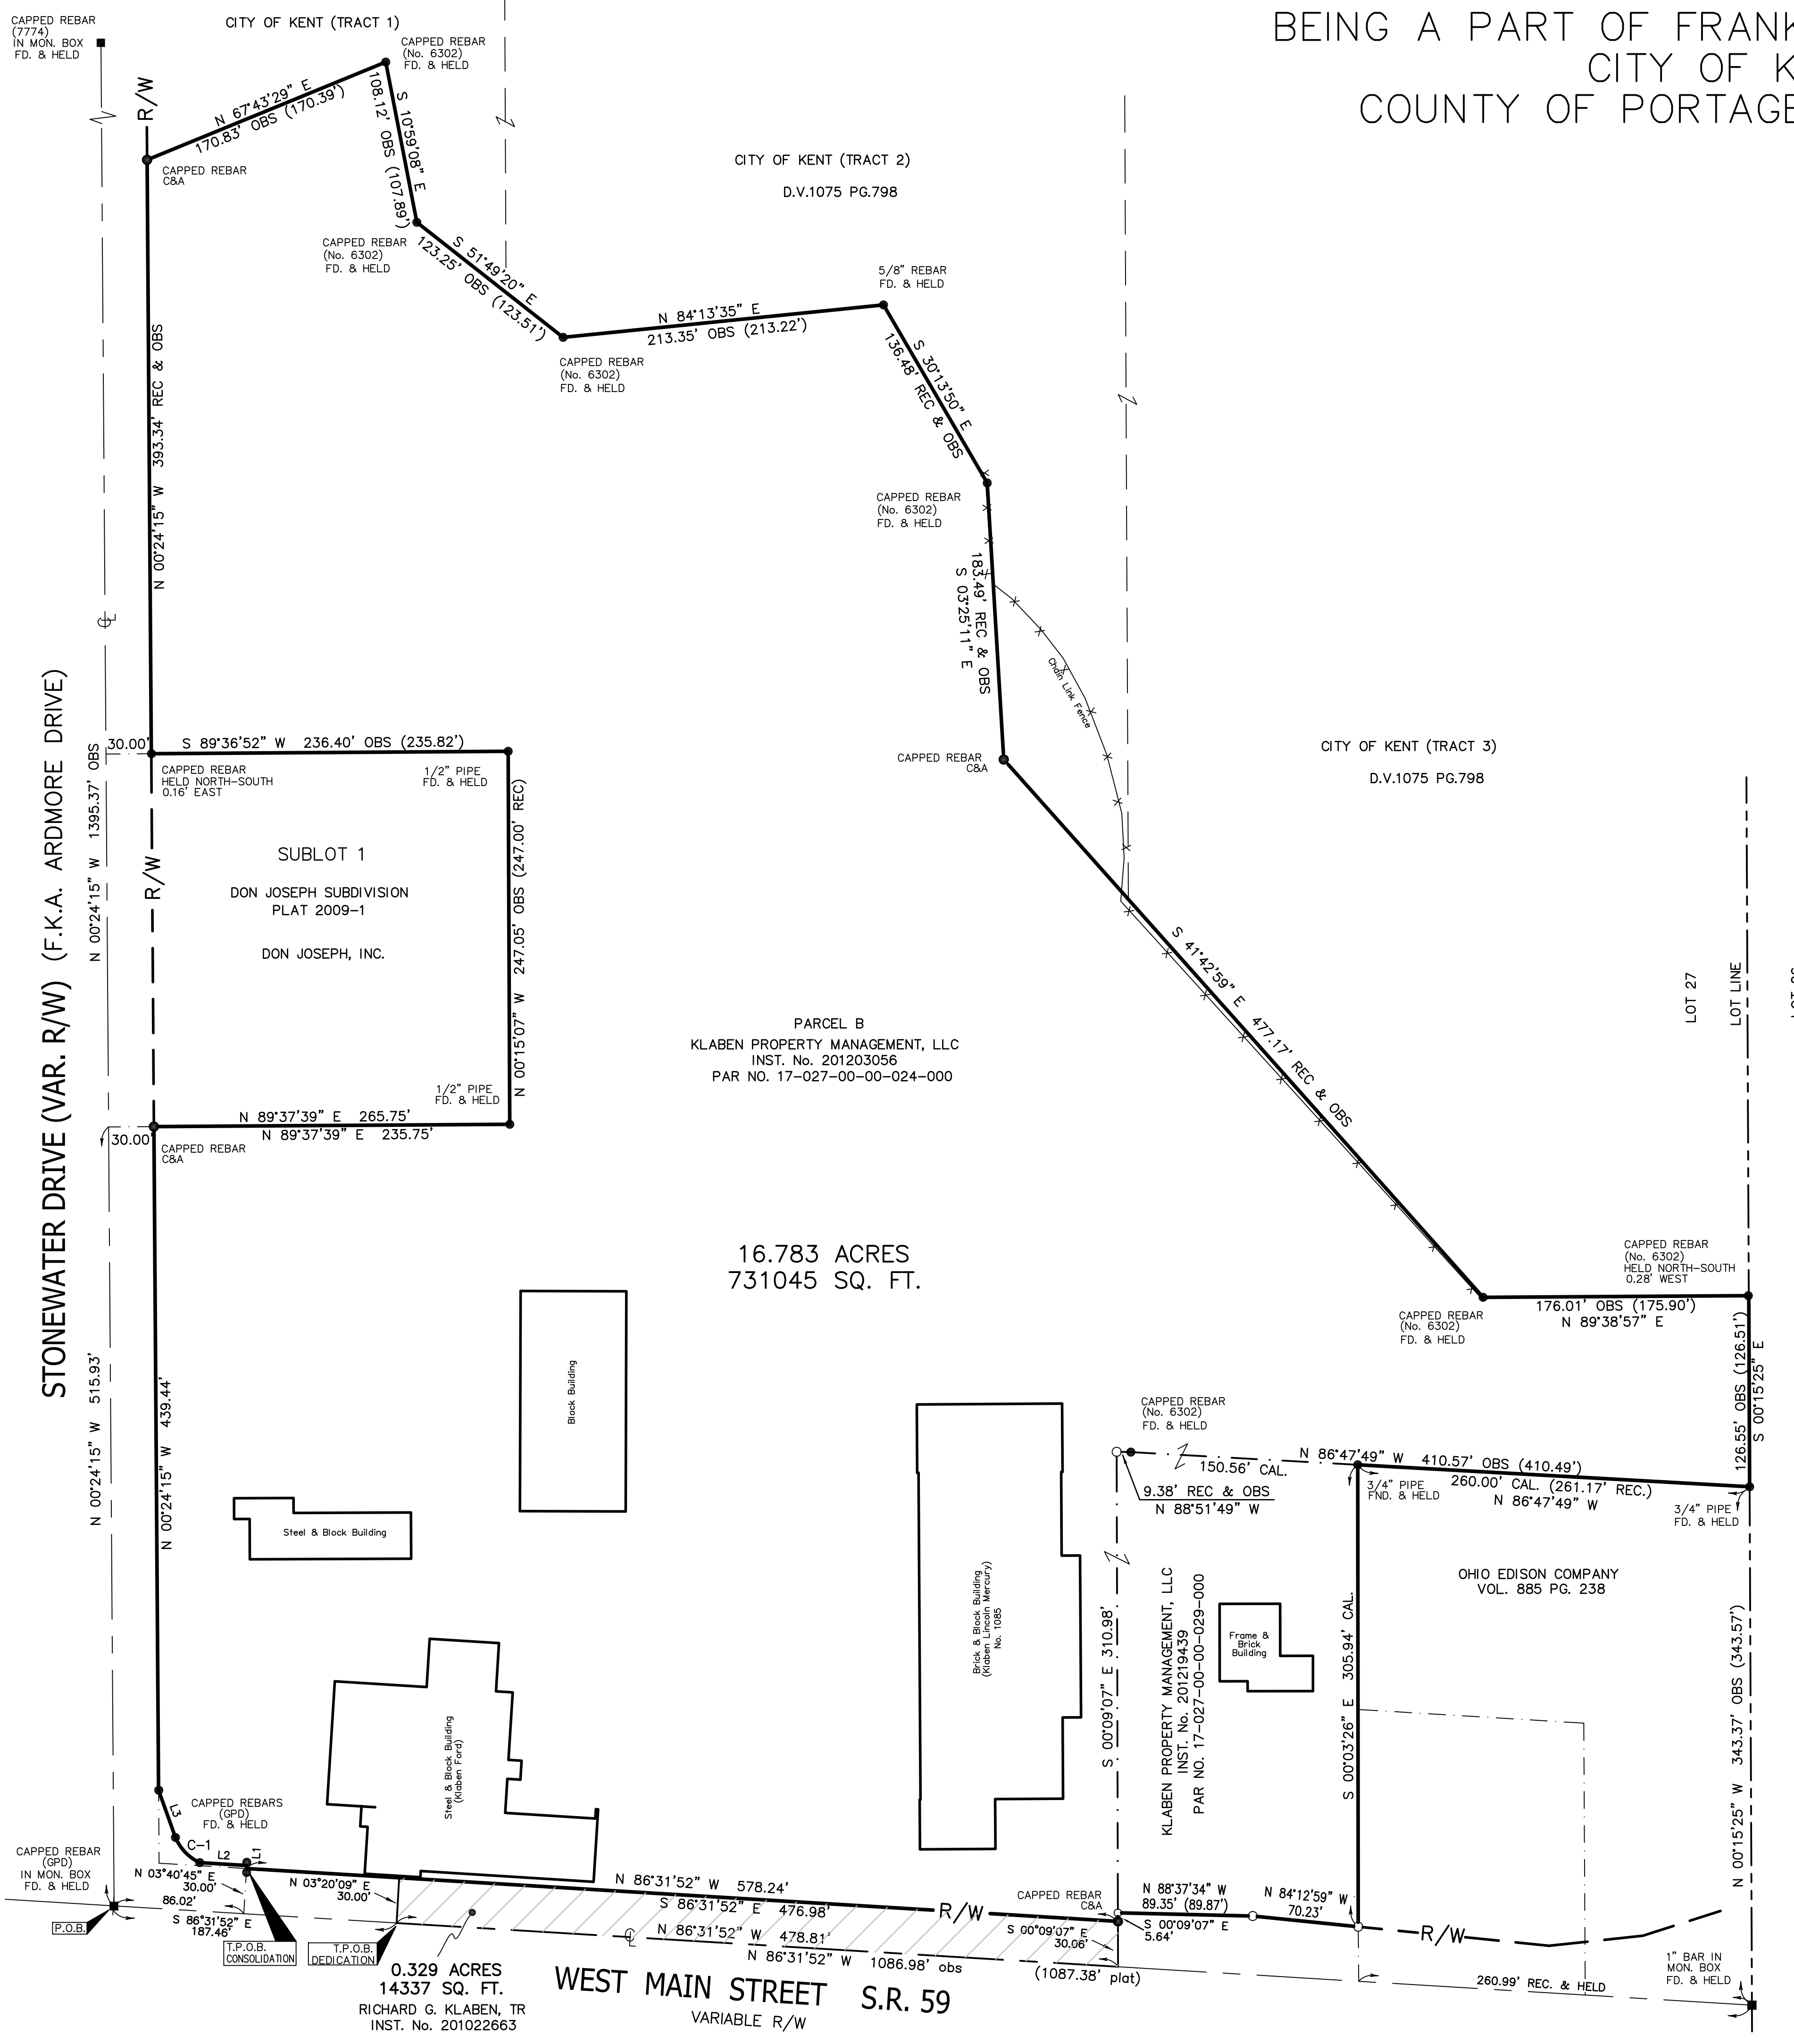 BEING A PART OF FRANK
CITY OF K
COUNTY OF PORTAGE
CAPPED REBAR
(7774)
IN MON. BOX
FD. & HELD
CITY OF KENT (TRACT 1)
CAPPED REBAR
(No. 6302)
FD. & HELD
R/W
N 67°43'29" E
170.83' OBS (170.39')
S 10°59'08" E
108.12' OBS (107.89')
CAPPED REBAR
C&A
CITY OF KENT (TRACT 2)
D.V.1075 PG.798
CAPPED REBAR
(No. 6302)
FD. & HELD
S 51°49'20" E
123.25' OBS (123.51')
5/8" REBAR
FD. & HELD
N 84°13'35" E
213.35' OBS (213.22')
CAPPED REBAR
(No. 6302)
FD. & HELD
S 30°13'50" E
136.48' REC & OBS
N 00°24'15" W 393.34' REC & OBS
CAPPED REBAR
(No. 6302)
FD. & HELD
183.49' REC & OBS
S 03°25'11" E
Chain Link Fence
CAPPED REBAR
C&A
CITY OF KENT (TRACT 3)
D.V.1075 PG.798
30.00'
S 89°36'52" W 236.40' OBS (235.82')
CAPPED REBAR
HELD NORTH-SOUTH
0.16' EAST
1/2" PIPE
FD. & HELD
N 00°24'15" W 1395.37' OBS
STONEWATER DRIVE (VAR. R/W) (F.K.A. ARDMORE DRIVE)
R/W
SUBLOT 1
DON JOSEPH SUBDIVISION
PLAT 2009-1
DON JOSEPH, INC.
N 00°15'07" W 247.05' OBS (247.00' REC)
S 41°42'59" E 477.17' REC & OBS
LOT 27
LOT LINE
PARCEL B
KLABEN PROPERTY MANAGEMENT, LLC
INST. No. 201203056
PAR NO. 17-027-00-00-024-000
1/2" PIPE
FD. & HELD
N 89°37'39" E 265.75'
N 89°37'39" E 235.75'
30.00'
CAPPED REBAR
C&A
16.783 ACRES
731045 SQ. FT.
CAPPED REBAR
(No. 6302)
HELD NORTH-SOUTH
0.28' WEST
176.01' OBS (175.90')
N 89°38'57" E
CAPPED REBAR
(No. 6302)
FD. & HELD
126.55' OBS (126.51')
S 00°15'25" E
N 00°24'15" W 515.93'
N 00°24'15" W 439.44'
Block Building
Steel & Block Building
CAPPED REBAR
(No. 6302)
FD. & HELD
N 86°47'49" W 410.57' OBS (410.49')
150.56' CAL.
260.00' CAL. (261.17' REC.)
N 86°47'49" W
9.38' REC & OBS
N 88°51'49" W
3/4" PIPE
FND. & HELD
3/4" PIPE
FD. & HELD
OHIO EDISON COMPANY
VOL. 885 PG. 238
Brick & Block Building
(Klaben Lincoln Mercury)
No. 1085
S 00°09'07" E 310.98'
KLABEN PROPERTY MANAGEMENT, LLC
INST. No. 201219439
PAR NO. 17-027-00-00-029-000
Frame &
Brick
Building
S 00°03'26" E 305.94' CAL.
N 00°15'25" W 343.37' OBS (343.57')
Steel & Block Building
(Klaben Ford)
L3
C-1
L2
L1
CAPPED REBARS
(GPD)
FD. & HELD
CAPPED REBAR
(GPD)
IN MON. BOX
FD. & HELD
P.O.B.
N 03°40'45" E
30.00'
86.02'
S 86°31'52" E
187.46'
T.P.O.B.
CONSOLIDATION
N 03°20'09" E
30.00'
T.P.O.B.
DEDICATION
N 86°31'52" W 578.24'
S 86°31'52" E 476.98'
N 86°31'52" W 478.81'
N 86°31'52" W 1086.98' obs
(1087.38' plat)
R/W
CAPPED REBAR
C&A
S 00°09'07" E
30.06'
N 88°37'34" W
89.35' (89.87')
S 00°09'07" E
5.64'
N 84°12'59" W
70.23'
R/W
260.99' REC. & HELD
1" BAR IN
MON. BOX
FD. & HELD
0.329 ACRES
14337 SQ. FT.
RICHARD G. KLABEN, TR
INST. No. 201022663
WEST MAIN STREET S.R. 59
VARIABLE R/W